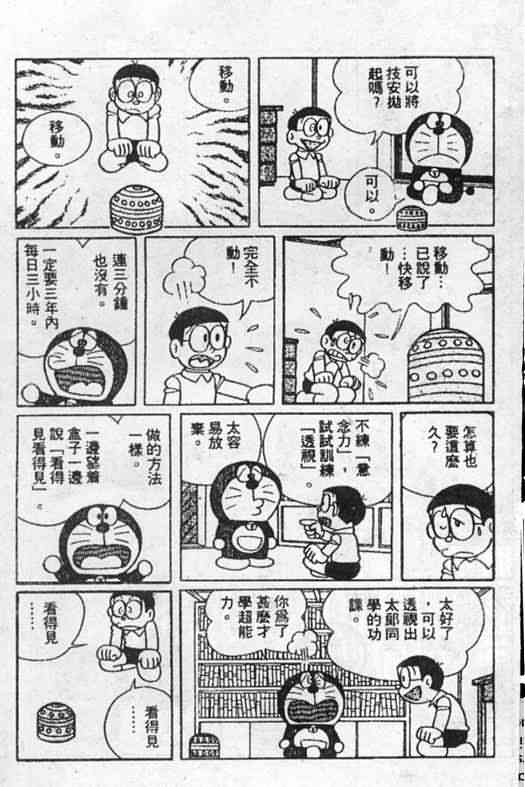 可以將
技安拋
起嗎？
可以。
移動。
移動。
移動…
已說了
…快移
動！
完全不
動！
連三分鐘
也沒有。
一定要三年內
每日三小時。
怎算也
要這麽
久？
不練「意
念力」，
試試訓練
「透視」。
太容
易放
棄。
做的方法
一樣。
一邊望着
盒子一邊
說「看得
見看得見」。
太好了
，可以
透視出
太郎同
學的功
課。
你爲了
甚麽才
學超能
力。
看得見
……
看得見
……